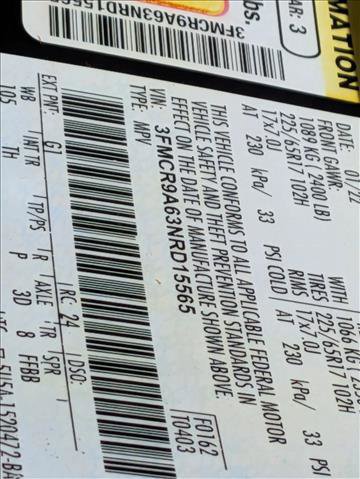 MATION
AR: 3
bs.
3FMCR9A63NRD15565
DATE: 01/22
FRONT GAWR:
1089 KG ( 2400 LB)
225/65R17 102H
17x7.0J
AT 230 kPa/ 33 PSI COLD
WITH
TIRES
RIMS
225/65R17 102H
17x7.0J
AT 230 kPa/ 33 PSI
THIS VEHICLE CONFORMS TO ALL APPLICABLE FEDERAL MOTOR
VEHICLE SAFETY AND THEFT PREVENTION STANDARDS IN
EFFECT ON THE DATE OF MANUFACTURE SHOWN ABOVE.
VIN: 3FMCR9A63NRD15565
TYPE: MPV
F0162
T0403
EXT PNT: G1 RC: 24 DSO:
WB INT TR TP/PS R AXLE TR SPR
105 TH P 3D 8 FFBB